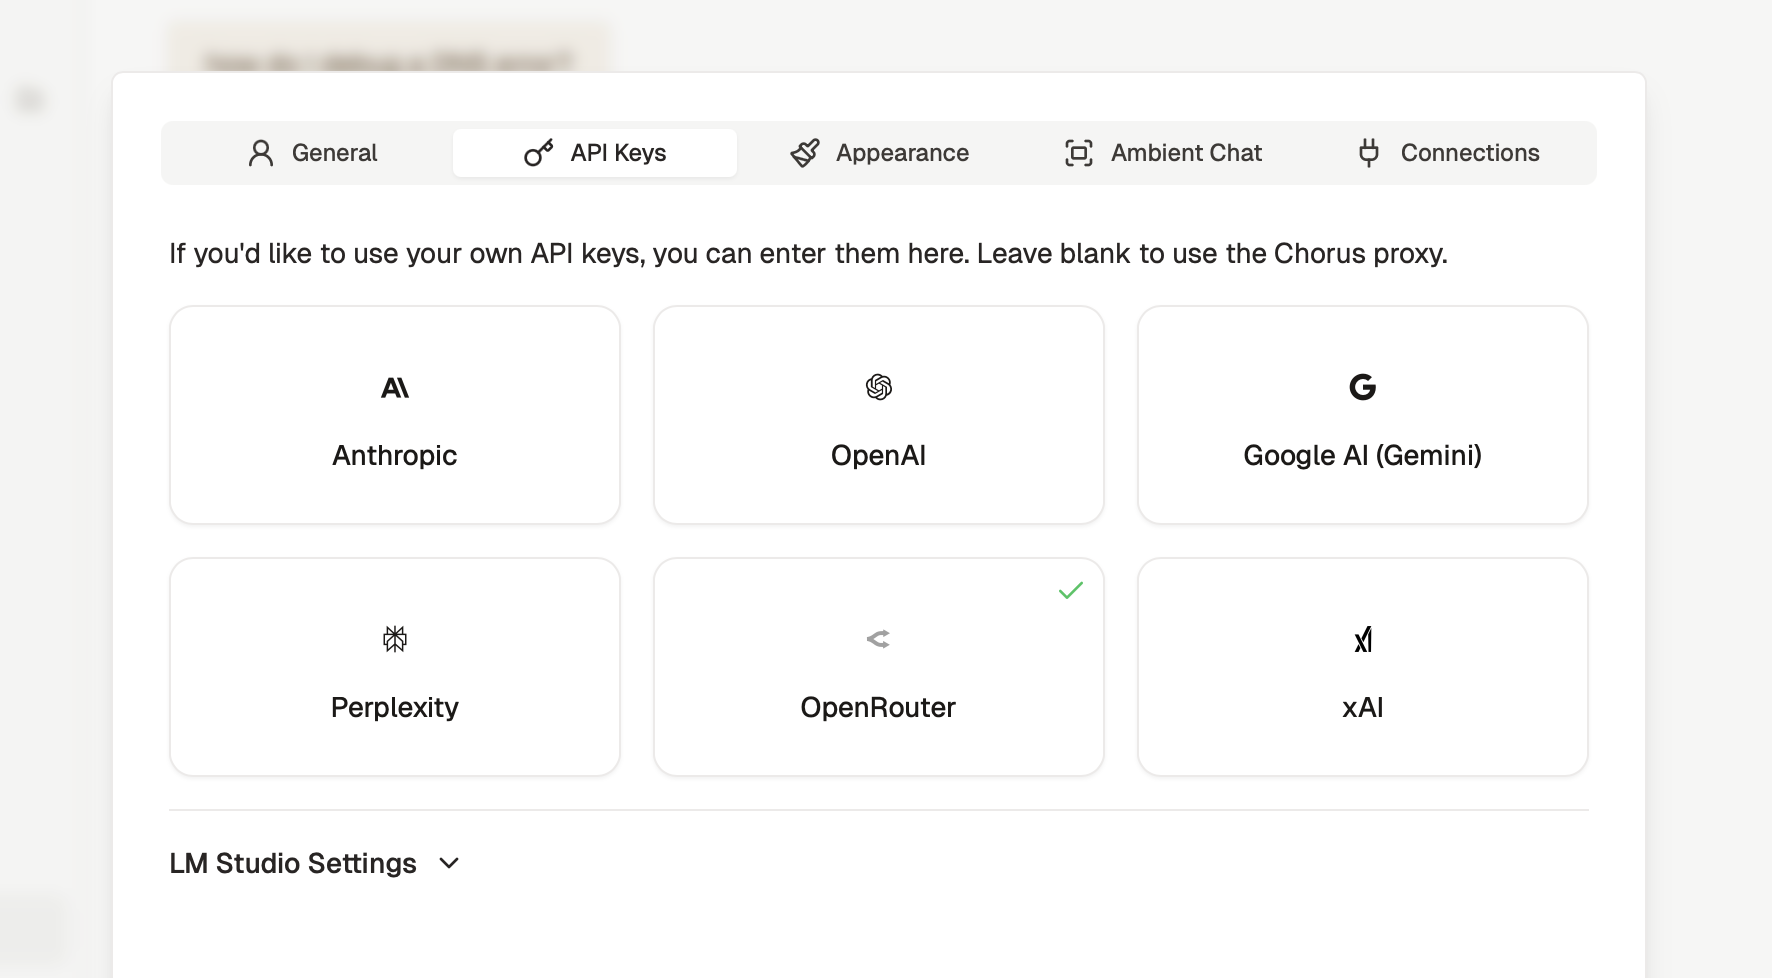 General
API Keys
Appearance
Ambient Chat
Connections
If you'd like to use your own API keys, you can enter them here. Leave blank to use the Chorus proxy.
Anthropic
OpenAI
Google AI (Gemini)
Perplexity
OpenRouter
xAI
LM Studio Settings